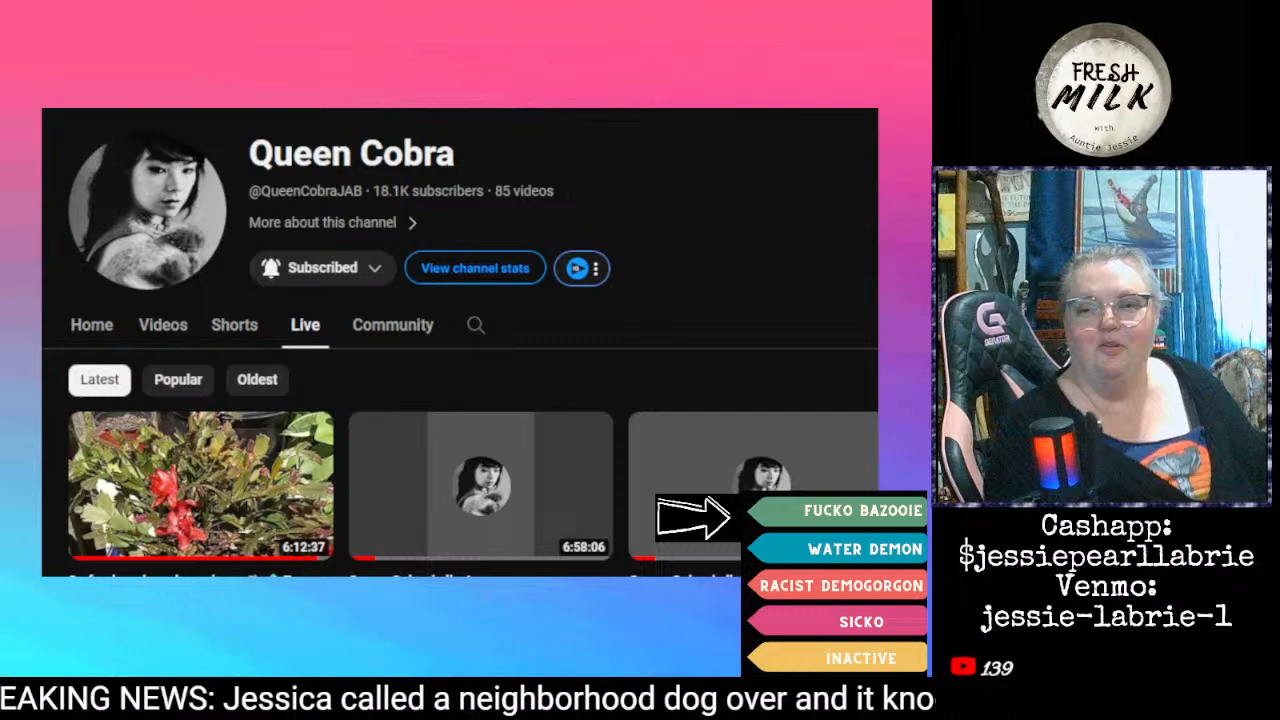 Queen Cobra
@QueenCobraJAB · 18.1K subscribers · 85 videos
More about this channel
Subscribed
View channel stats
Home
Videos
Shorts
Live
Community
Latest
Popular
Oldest
6:12:37
6:58:06
FUCKO BAZOOIE
WATER DEMON
RACIST DEMOGORGON
SICKO
INACTIVE
EAKING NEWS: Jessica called a neighborhood dog over and it kno
FRESH
MILK
with
Auntie Jessie
Cashapp:
$jessiepearllabrie
Venmo:
jessie-labrie-1
139